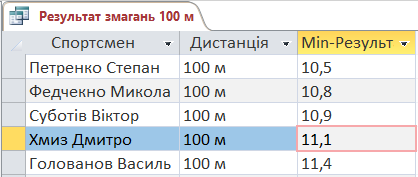 Результат змагань 100 м
Спортсмен Дистанція Min-Результ
Петренко Степан 100 м 10,5
Федчекно Микола 100 м 10,8
Суботів Віктор 100 м 10,9
Хмиз Дмитро 100 м 11,1
Голованов Василь 100 м 11,4